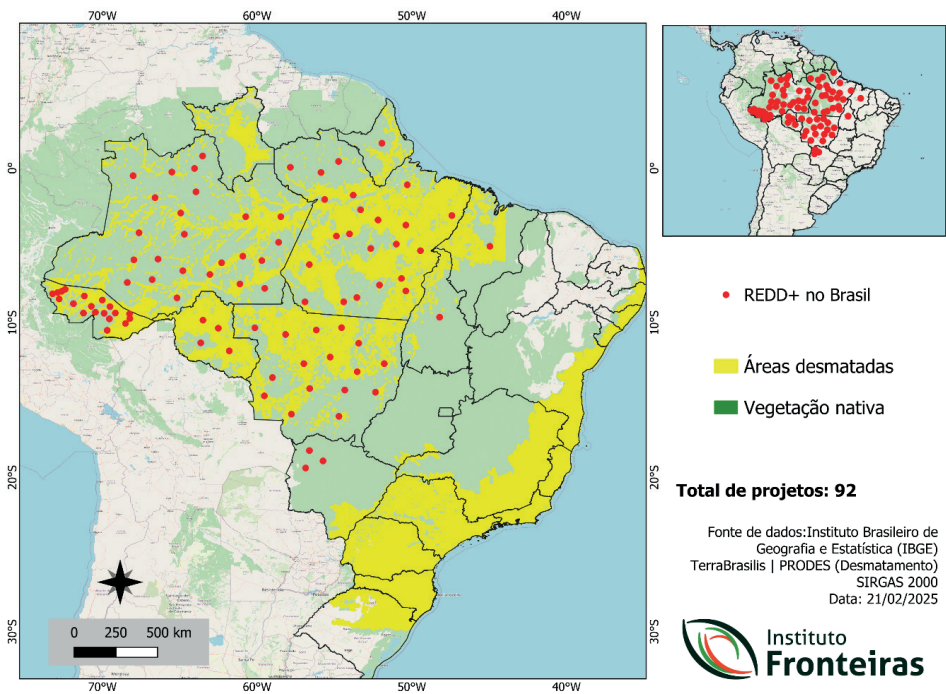 70°W 60°W 50°W 40°W
0° 0°
10°S 10°S
20°S 20°S
30°S 30°S
0 250 500 km
70°W 60°W 50°W 40°W
REDD+ no Brasil
Áreas desmatadas
Vegetação nativa
Total de projetos: 92
Fonte de dados:Instituto Brasileiro de
Geografia e Estatística (IBGE)
TerraBrasilis | PRODES (Desmatamento)
SIRGAS 2000
Data: 21/02/2025
Instituto
Fronteiras